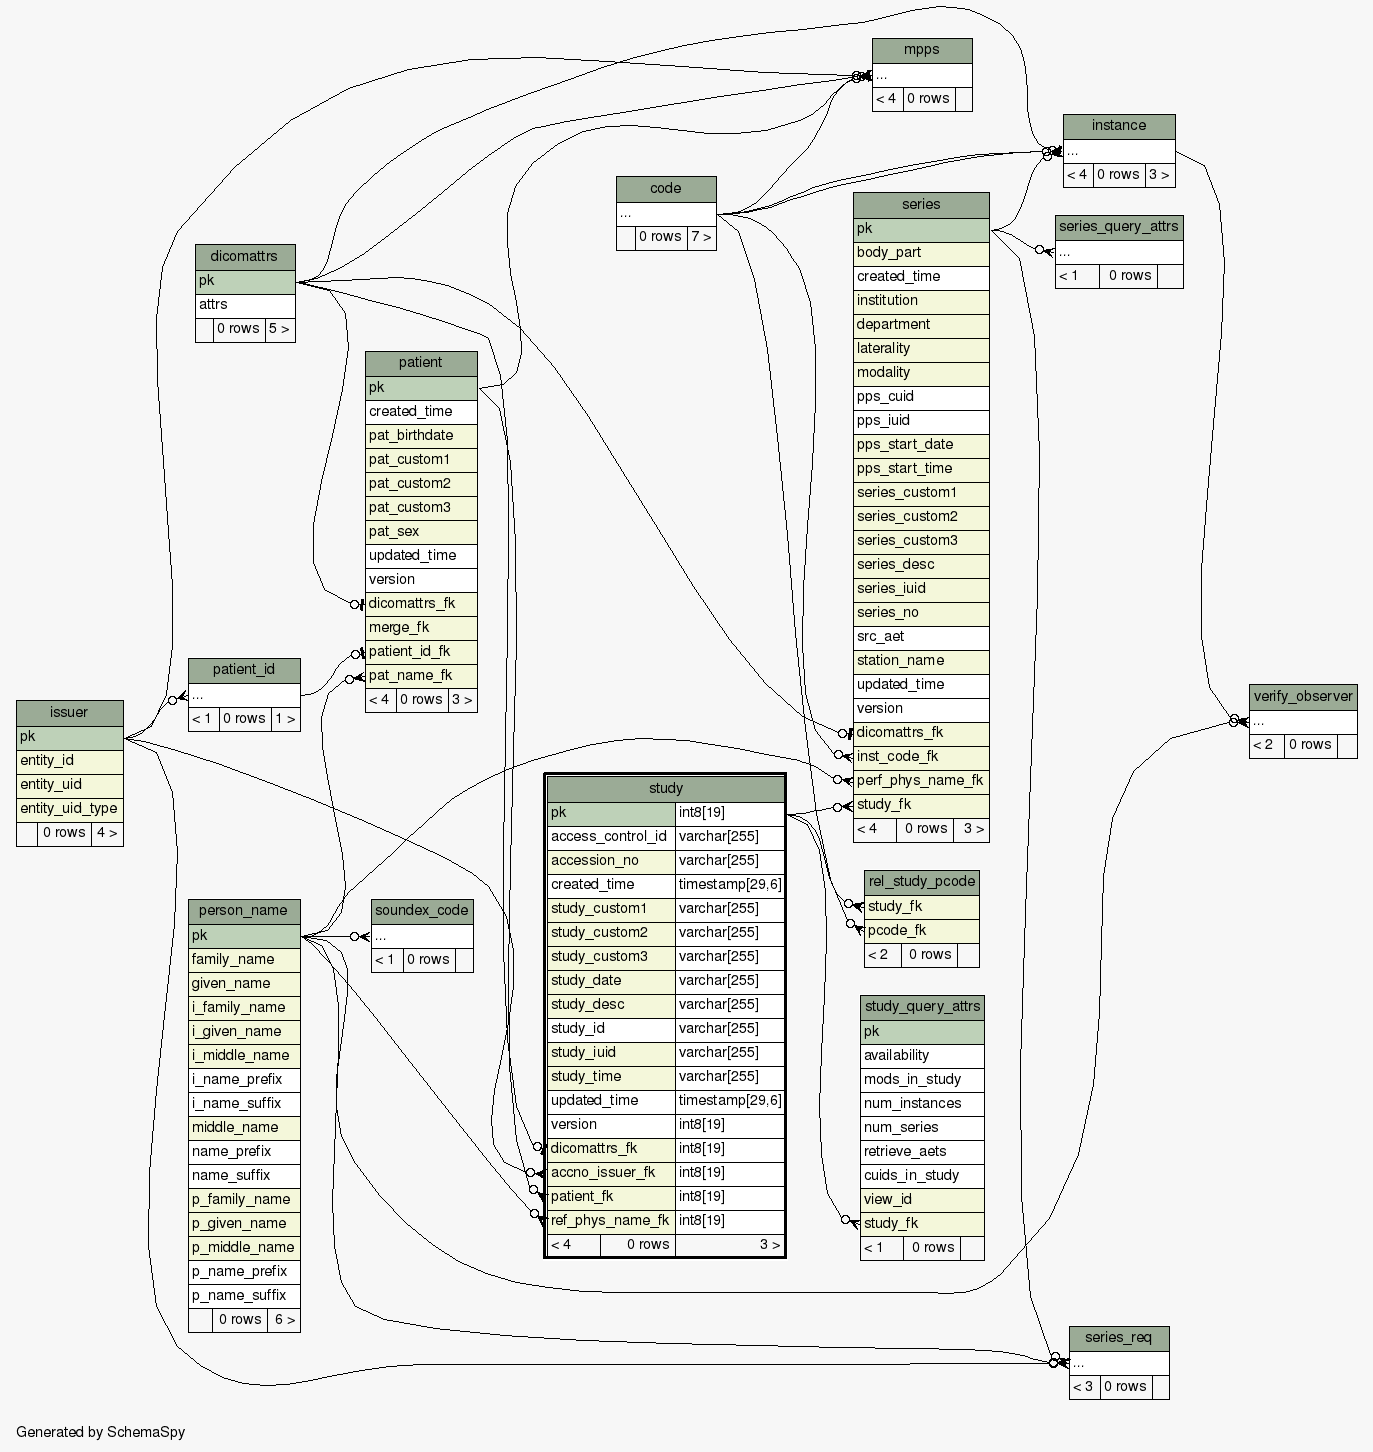 mpps
...
< 4 0 rows
instance
...
< 4 0 rows 3 >
code
...
0 rows 7 >
series
pk
body_part
created_time
institution
department
laterality
modality
pps_cuid
pps_iuid
pps_start_date
pps_start_time
series_custom1
series_custom2
series_custom3
series_desc
series_iuid
series_no
src_aet
station_name
updated_time
version
dicomattrs_fk
inst_code_fk
perf_phys_name_fk
study_fk
< 4 0 rows 3 >
series_query_attrs
...
< 1 0 rows
dicomattrs
pk
attrs
0 rows 5 >
patient
pk
created_time
pat_birthdate
pat_custom1
pat_custom2
pat_custom3
pat_sex
updated_time
version
dicomattrs_fk
merge_fk
patient_id_fk
pat_name_fk
< 4 0 rows 3 >
patient_id
...
< 1 0 rows 1 >
issuer
pk
entity_id
entity_uid
entity_uid_type
0 rows 4 >
verify_observer
...
< 2 0 rows
study
pk int8[19]
access_control_id varchar[255]
accession_no varchar[255]
created_time timestamp[29,6]
study_custom1 varchar[255]
study_custom2 varchar[255]
study_custom3 varchar[255]
study_date varchar[255]
study_desc varchar[255]
study_id varchar[255]
study_iuid varchar[255]
study_time varchar[255]
updated_time timestamp[29,6]
version int8[19]
dicomattrs_fk int8[19]
accno_issuer_fk int8[19]
patient_fk int8[19]
ref_phys_name_fk int8[19]
< 4 0 rows 3 >
rel_study_pcode
study_fk
pcode_fk
< 2 0 rows
person_name
pk
family_name
given_name
i_family_name
i_given_name
i_middle_name
i_name_prefix
i_name_suffix
middle_name
name_prefix
name_suffix
p_family_name
p_given_name
p_middle_name
p_name_prefix
p_name_suffix
0 rows 6 >
soundex_code
...
< 1 0 rows
study_query_attrs
pk
availability
mods_in_study
num_instances
num_series
retrieve_aets
cuids_in_study
view_id
study_fk
< 1 0 rows
series_req
...
< 3 0 rows
Generated by SchemaSpy